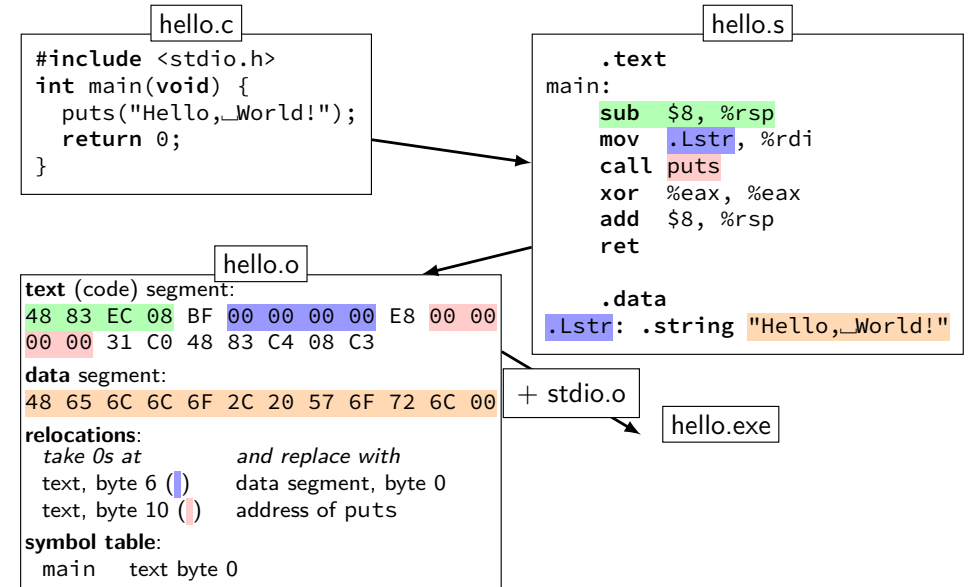 hello.c
#include <stdio.h>
int main(void) {
  puts("Hello,␣World!");
  return 0;
}
hello.s
.text
main:
    sub  $8, %rsp
    mov  .Lstr, %rdi
    call puts
    xor  %eax, %eax
    add  $8, %rsp
    ret
.data
.Lstr: .string "Hello,␣World!"
hello.o
text (code) segment:
48 83 EC 08 BF 00 00 00 00 E8 00 00
00 00 31 C0 48 83 C4 08 C3
data segment:
48 65 6C 6C 6F 2C 20 57 6F 72 6C 00
relocations:
take 0s at and replace with
text, byte 6 ( ) data segment, byte 0
text, byte 10 ( ) address of puts
symbol table:
main text byte 0
+ stdio.o
hello.exe